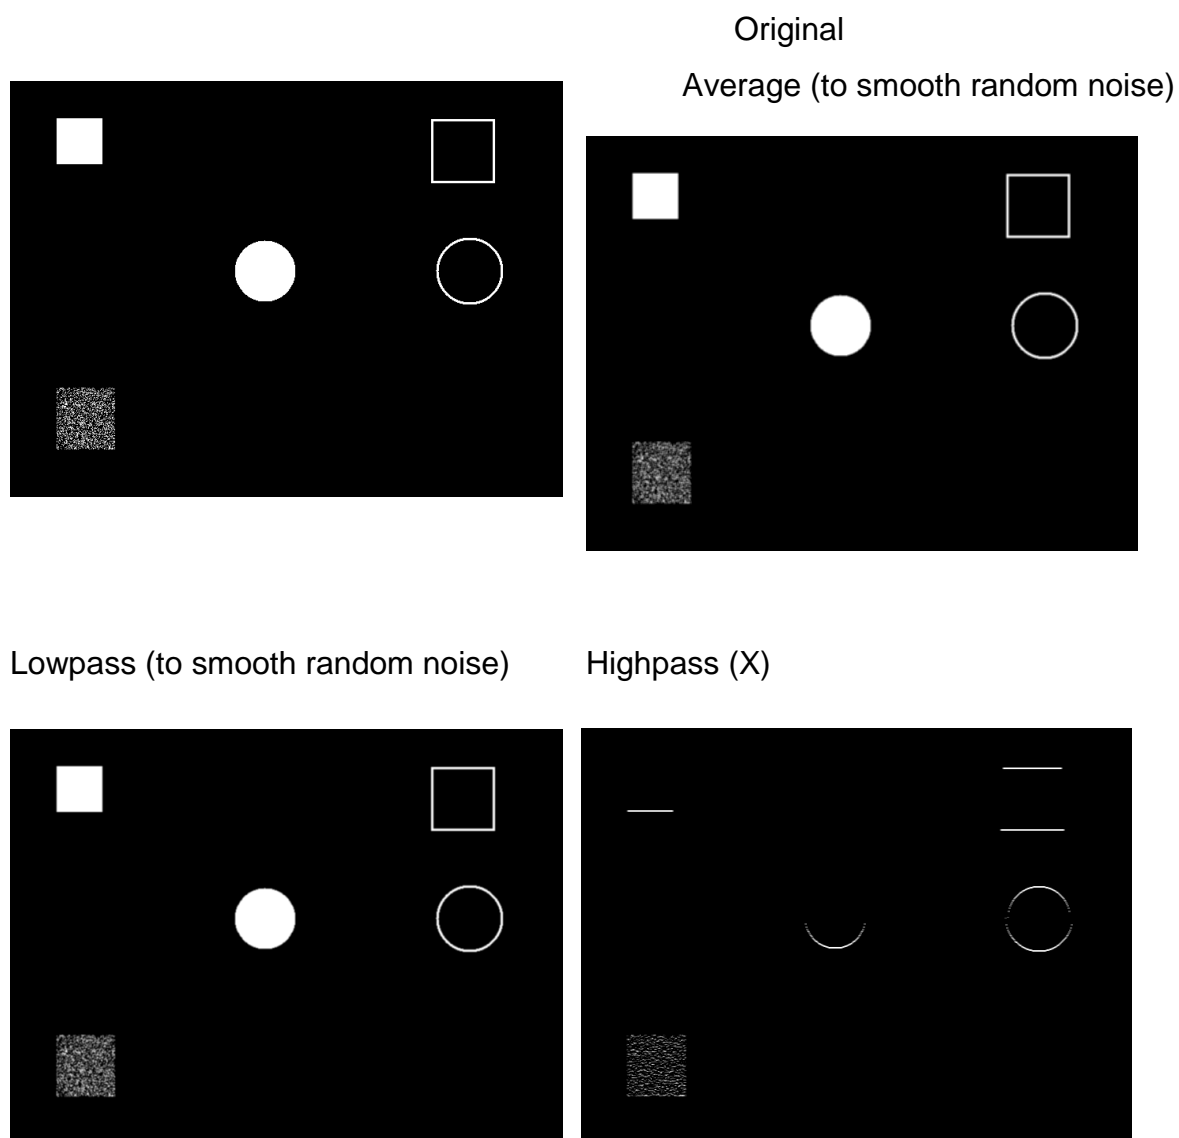 Original
Average (to smooth random noise)
Lowpass (to smooth random noise)
Highpass (X)